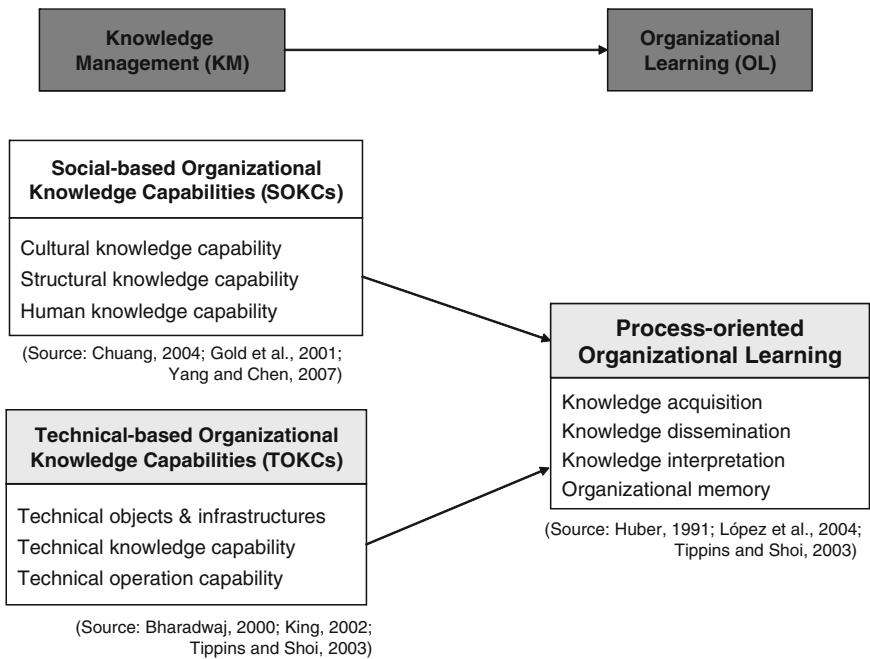 Knowledge
Management (KM)
Organizational
Learning (OL)
Social-based Organizational
Knowledge Capabilities (SOKCs)
Cultural knowledge capability
Structural knowledge capability
Human knowledge capability
(Source: Chuang, 2004; Gold et al., 2001;
Yang and Chen, 2007)
Technical-based Organizational
Knowledge Capabilities (TOKCs)
Technical objects & infrastructures
Technical knowledge capability
Technical operation capability
(Source: Bharadwaj, 2000; King, 2002;
Tippins and Shoi, 2003)
Process-oriented
Organizational Learning
Knowledge acquisition
Knowledge dissemination
Knowledge interpretation
Organizational memory
(Source: Huber, 1991; López et al., 2004;
Tippins and Shoi, 2003)